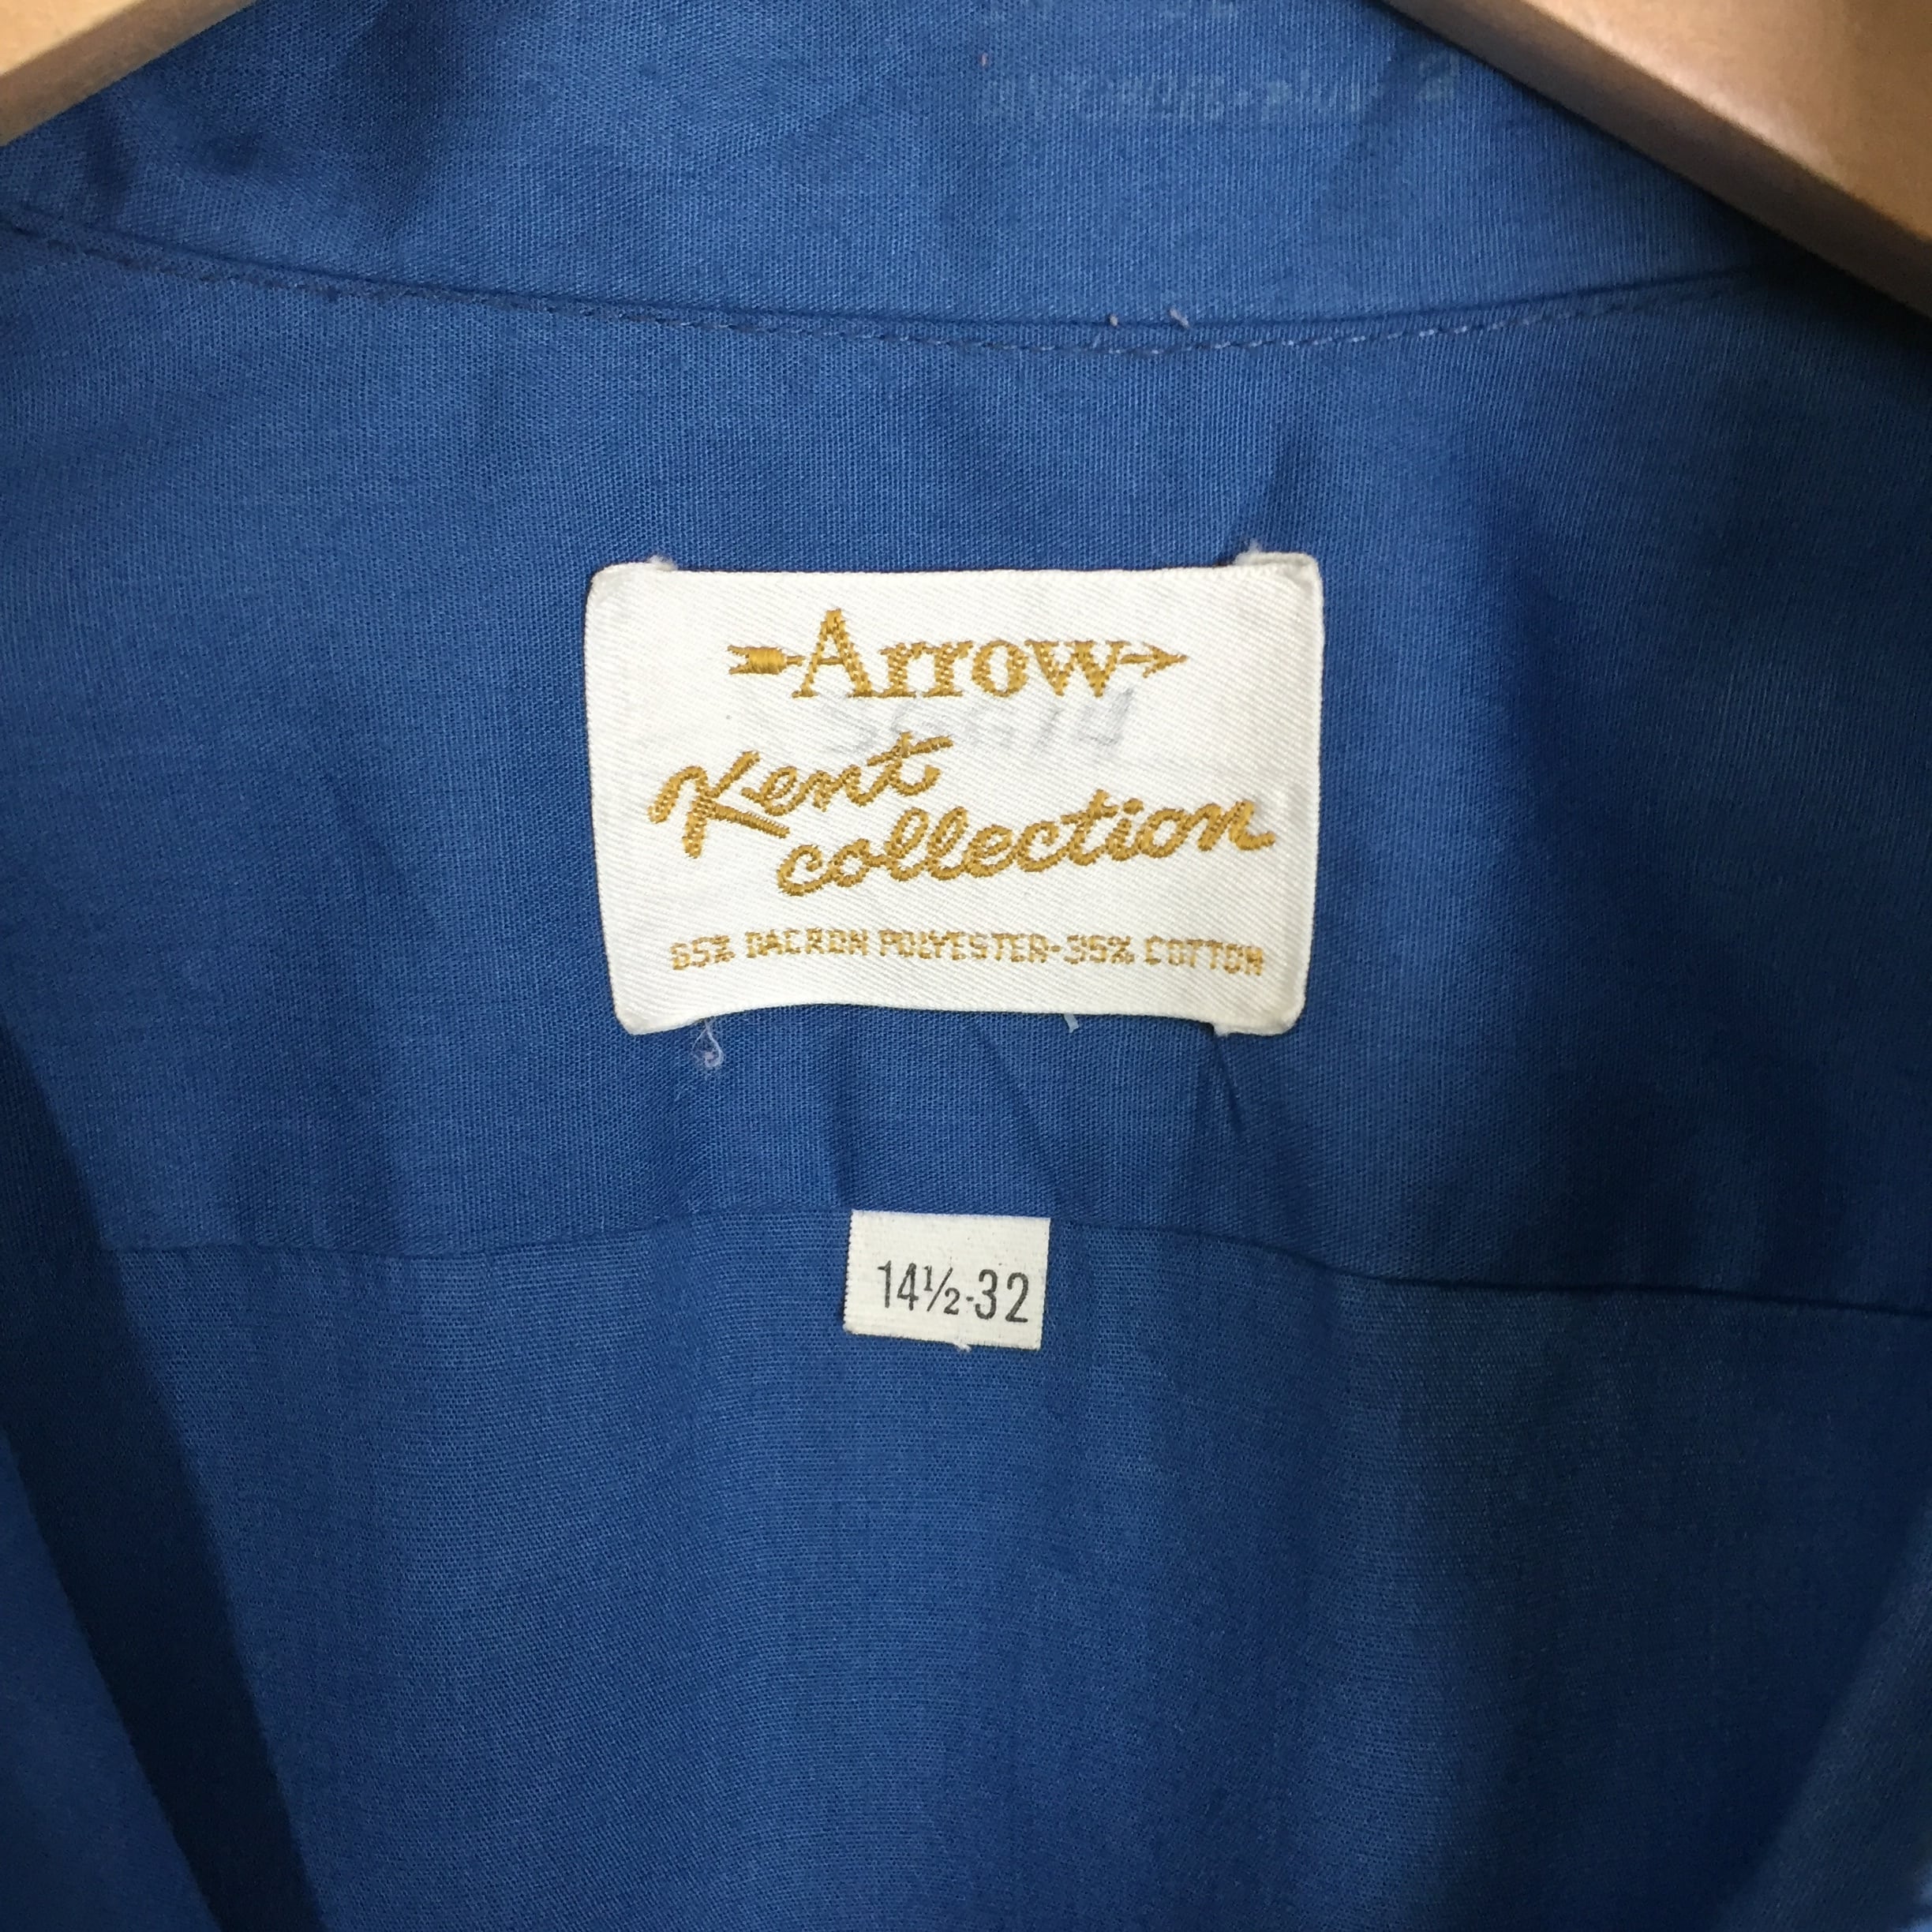 Arrow
Kent
collection
65% DACRON POLYESTER-35% COTTON
14½-32